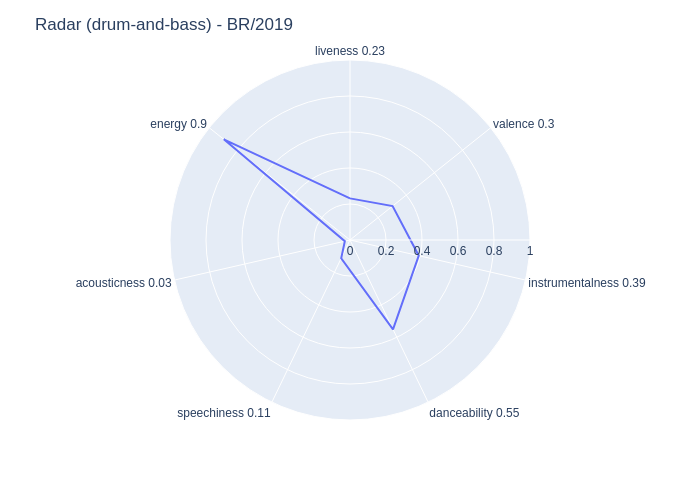 Radar (drum-and-bass) - BR/2019
liveness 0.23
energy 0.9
valence 0.3
0 0.2 0.4 0.6 0.8 1
acousticness 0.03
instrumentalness 0.39
speechiness 0.11
danceability 0.55